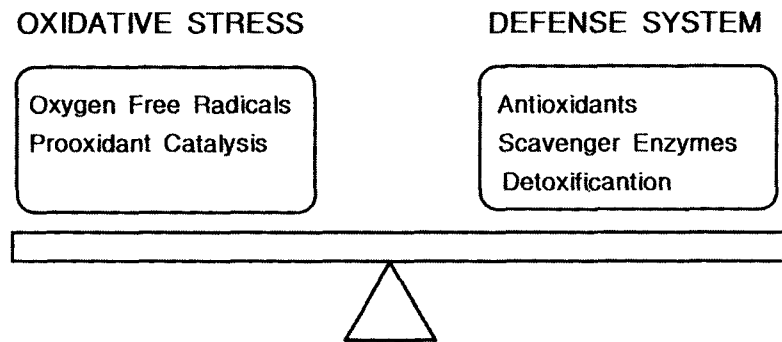 OXIDATIVE STRESS
Oxygen Free Radicals
Prooxidant Catalysis
DEFENSE SYSTEM
Antioxidants
Scavenger Enzymes
Detoxificantion